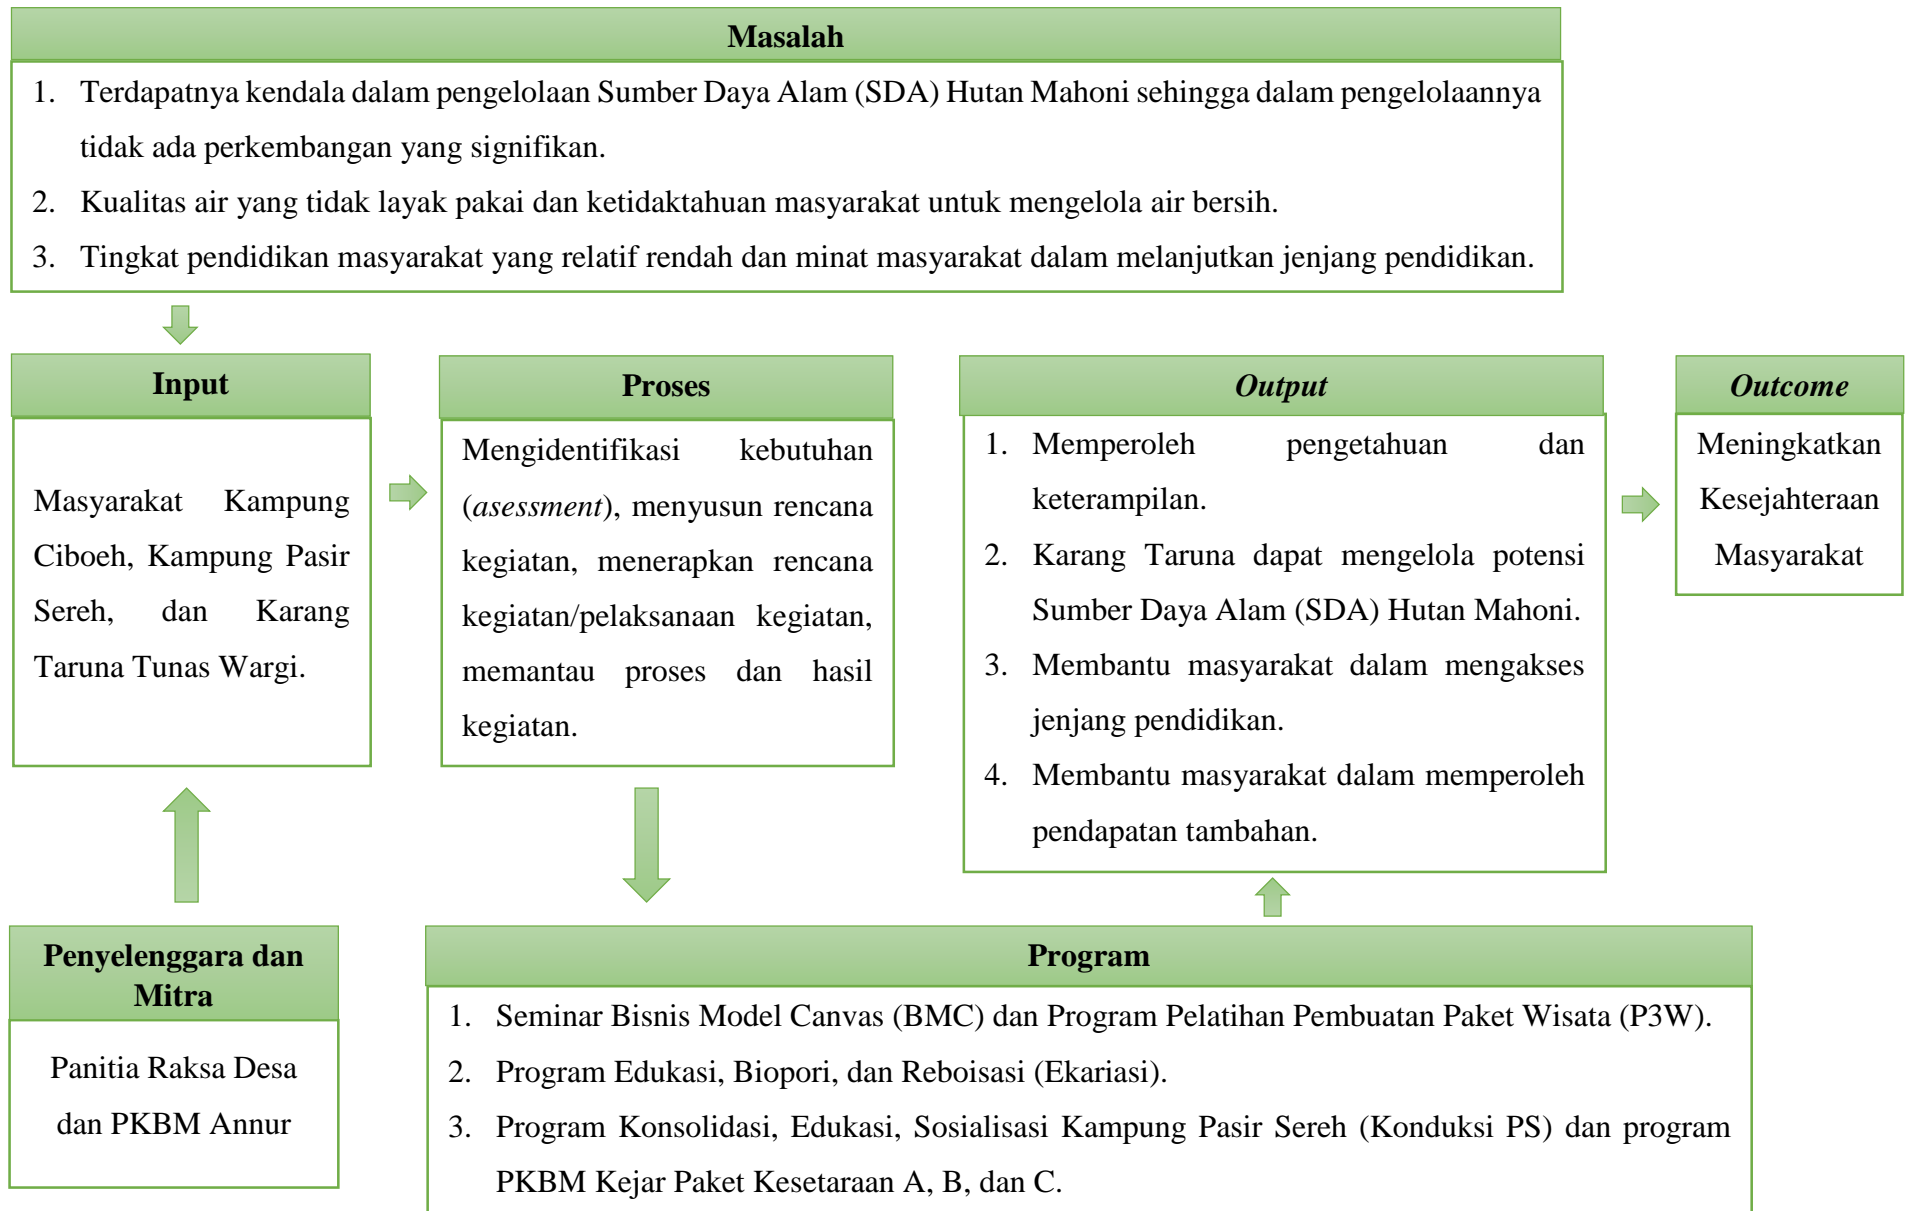 Masalah
1. Terdapatnya kendala dalam pengelolaan Sumber Daya Alam (SDA) Hutan Mahoni sehingga dalam pengelolaannya
tidak ada perkembangan yang signifikan.
2. Kualitas air yang tidak layak pakai dan ketidaktahuan masyarakat untuk mengelola air bersih.
3. Tingkat pendidikan masyarakat yang relatif rendah dan minat masyarakat dalam melanjutkan jenjang pendidikan.
Input
Masyarakat Kampung
Ciboeh, Kampung Pasir
Sereh, dan Karang
Taruna Tunas Wargi.
Proses
Mengidentifikasi kebutuhan
(asessment), menyusun rencana
kegiatan, menerapkan rencana
kegiatan/pelaksanaan kegiatan,
memantau proses dan hasil
kegiatan.
Output
1. Memperoleh pengetahuan dan
keterampilan.
2. Karang Taruna dapat mengelola potensi
Sumber Daya Alam (SDA) Hutan Mahoni.
3. Membantu masyarakat dalam mengakses
jenjang pendidikan.
4. Membantu masyarakat dalam memperoleh
pendapatan tambahan.
Outcome
Meningkatkan
Kesejahteraan
Masyarakat
Penyelenggara dan
Mitra
Panitia Raksa Desa
dan PKBM Annur
Program
1. Seminar Bisnis Model Canvas (BMC) dan Program Pelatihan Pembuatan Paket Wisata (P3W).
2. Program Edukasi, Biopori, dan Reboisasi (Ekariasi).
3. Program Konsolidasi, Edukasi, Sosialisasi Kampung Pasir Sereh (Konduksi PS) dan program
PKBM Kejar Paket Kesetaraan A, B, dan C.